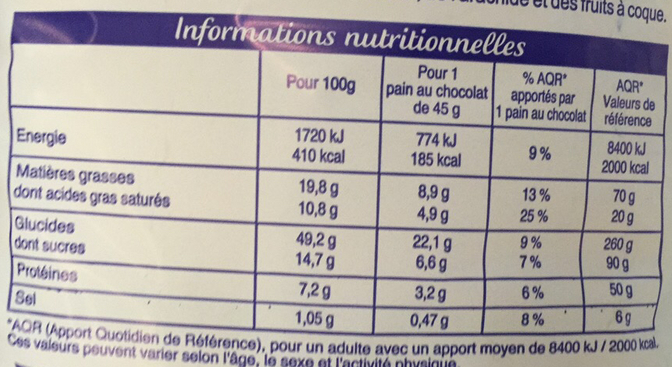 et des fruits à coque.
Informations nutritionnelles
Pour 100g | Pour 1 pain au chocolat de 45 g | % AQR* apportés par 1 pain au chocolat | AQR* Valeurs de référence
Energie | 1720 kJ 410 kcal | 774 kJ 185 kcal | 9 % | 8400 kJ 2000 kcal
Matières grasses | 19,8 g | 8,9 g | 13 % | 70 g
dont acides gras saturés | 10,8 g | 4,9 g | 25 % | 20 g
Glucides | 49,2 g | 22,1 g | 9 % | 260 g
dont sucres | 14,7 g | 6,6 g | 7 % | 90 g
Protéines | 7,2 g | 3,2 g | 6 % | 50 g
Sel | 1,05 g | 0,47 g | 8 % | 6 g
*AQR (Apport Quotidien de Référence), pour un adulte avec un apport moyen de 8400 kJ / 2000 kcal.
Ces valeurs peuvent varier selon l'âge, le sexe et l'activité physique.